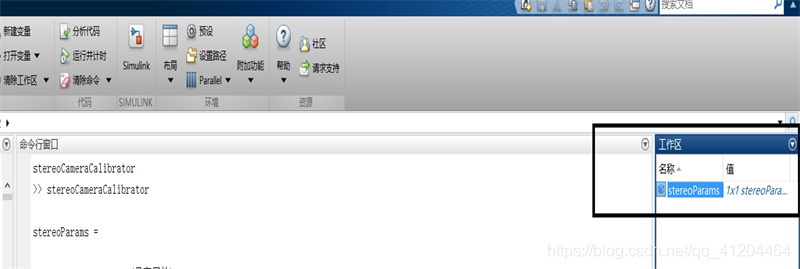 搜索文档
新建变量 分析代码 预设 社区
打开变量 运行并计时 Simulink 布局 设置路径 附加功能 帮助 请求支持
清除工作区 清除命令 Parallel
代码 SIMULINK 环境 资源
命令行窗口 工作区
stereoCameraCalibrator 名称 值
>> stereoCameraCalibrator stereoParams 1x1 stereoPara...
stereoParams =
https://blog.csdn.net/qq_41204464